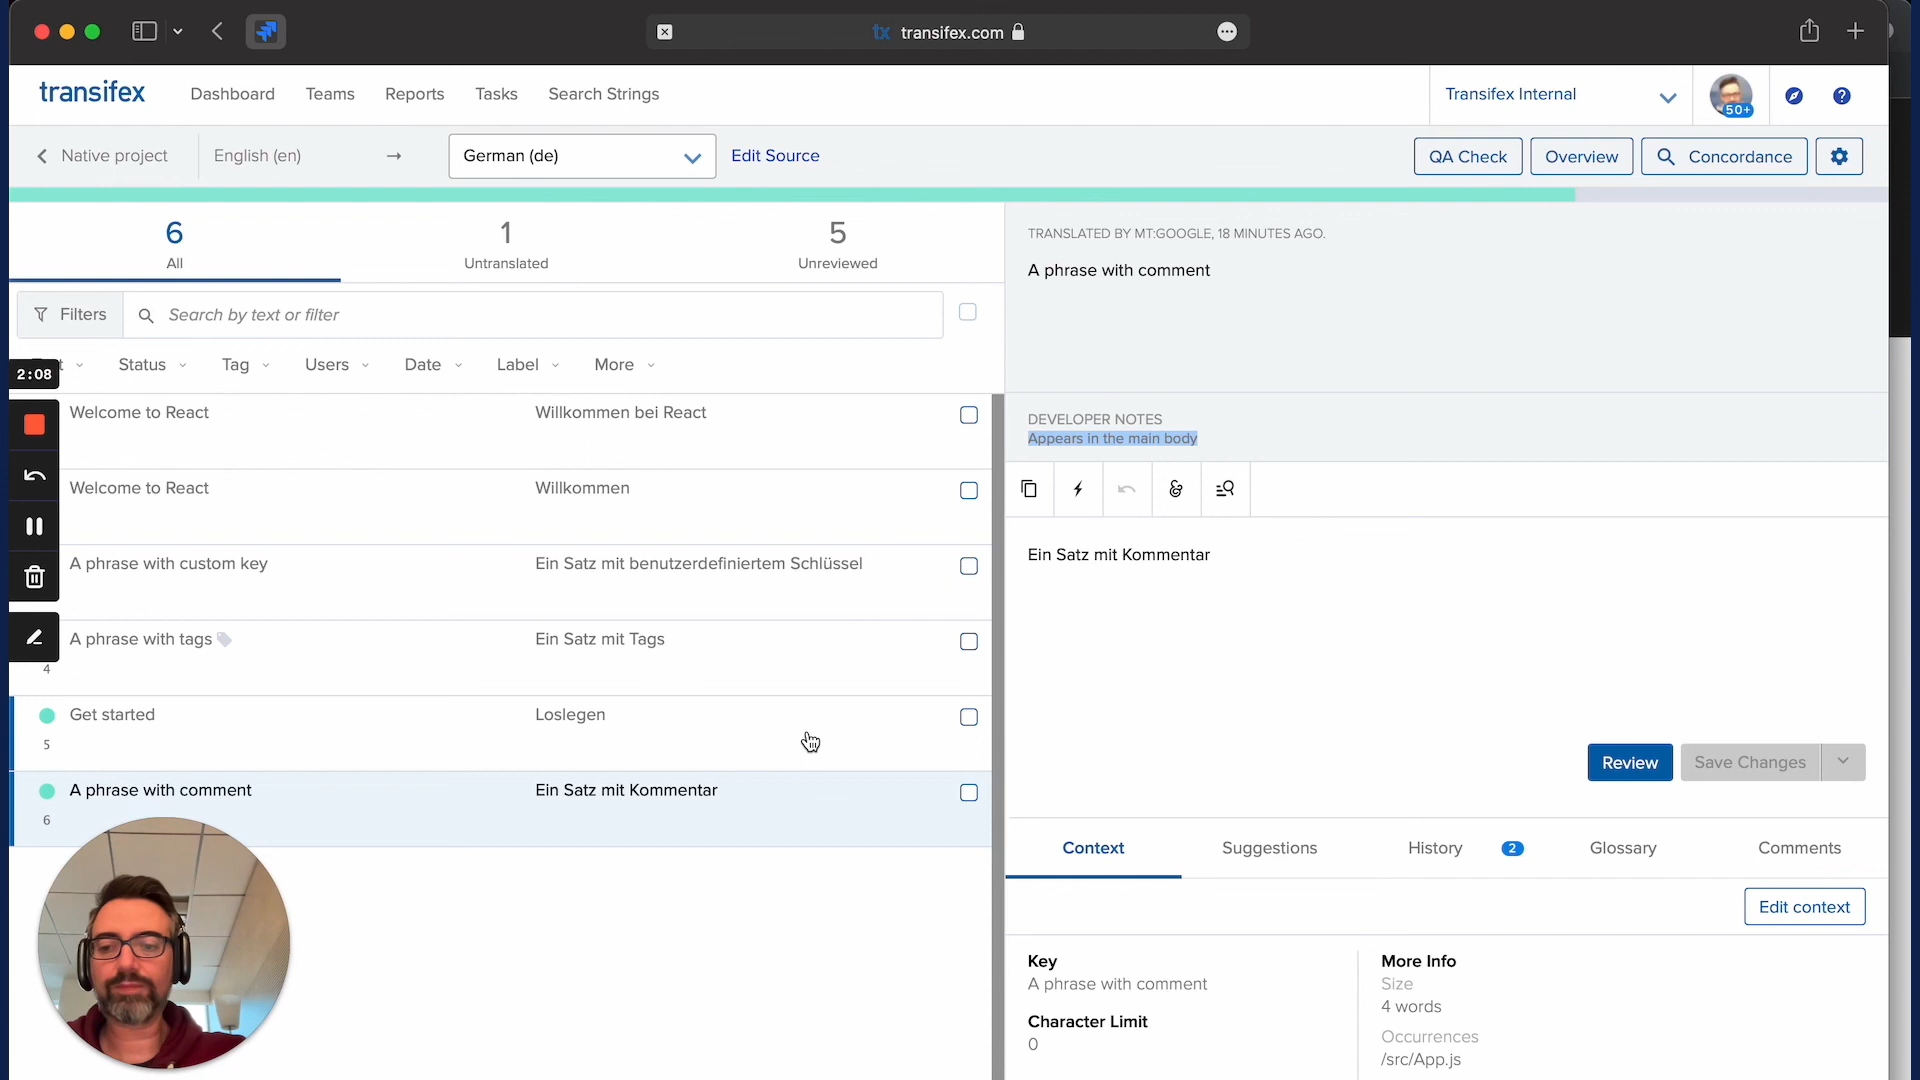 transifex.com
transifex
Dashboard
Teams
Reports
Tasks
Search Strings
Transifex Internal
50+
Native project
English (en)
→
German (de)
Edit Source
QA Check
Overview
Concordance
6
All
1
Untranslated
5
Unreviewed
Filters
Search by text or filter
Status
Tag
Users
Date
Label
More
2:08
Welcome to React
Willkommen bei React
Welcome to React
Willkommen
A phrase with custom key
Ein Satz mit benutzerdefiniertem Schlüssel
A phrase with tags
Ein Satz mit Tags
4
Get started
Loslegen
5
A phrase with comment
Ein Satz mit Kommentar
6
TRANSLATED BY MT:GOOGLE, 18 MINUTES AGO.
A phrase with comment
DEVELOPER NOTES
Appears in the main body
Ein Satz mit Kommentar
Review
Save Changes
Context
Suggestions
History
2
Glossary
Comments
Edit context
Key
A phrase with comment
Character Limit
0
More Info
Size
4 words
Occurrences
/src/App.js